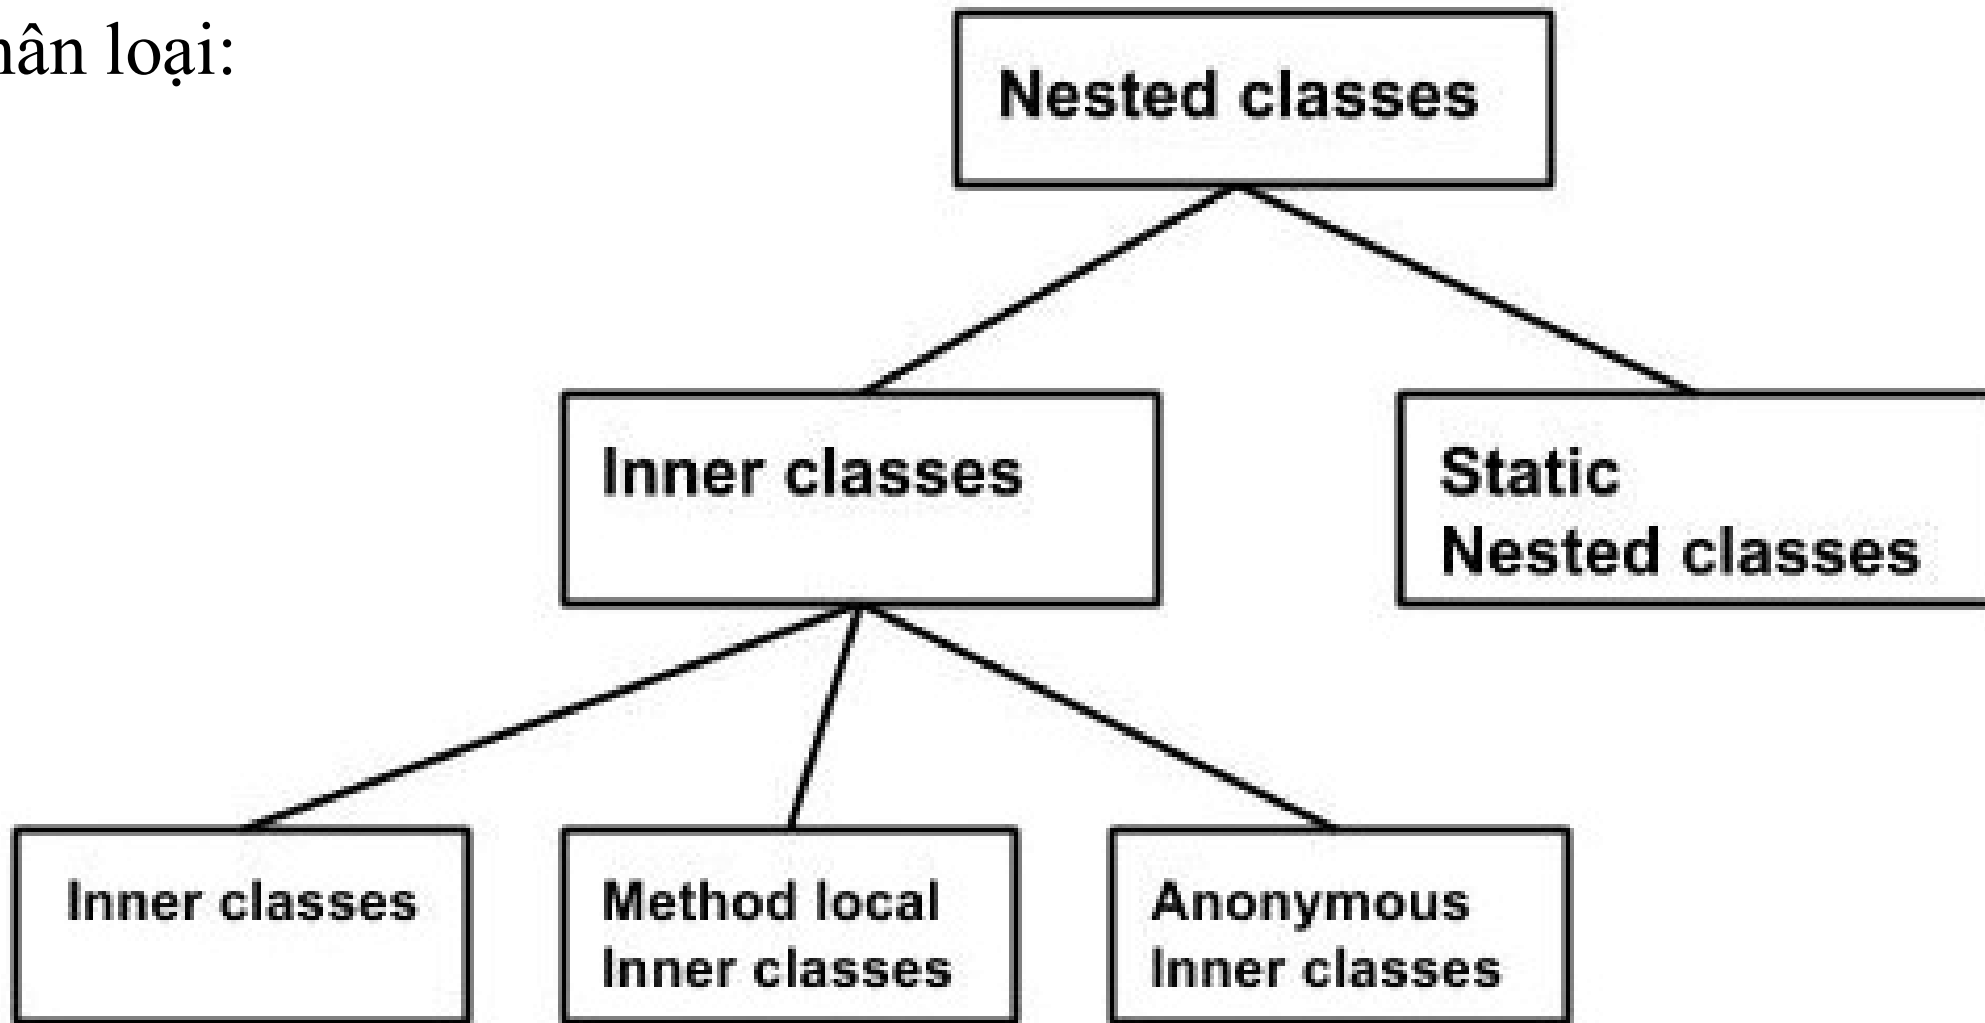 hân loại:
Nested classes
Inner classes
Static
Nested classes
Inner classes
Method local
Inner classes
Anonymous
Inner classes